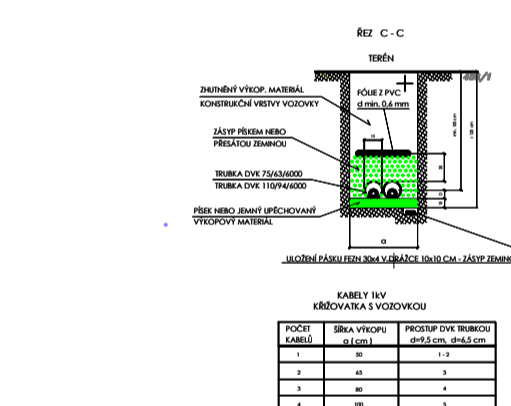 ŘEZ C - C
TERÉN
ZHUTNĚNÝ VÝKOP. MATERIÁL
KONSTRUKČNÍ VRSTVY VOZOVKY
FÓLIE Z PVC
d min. 0,6 mm
ZÁSYP PÍSKEM NEBO
PŘESÁTOU ZEMINOU
TRUBKA DVK 75/63/6000
TRUBKA DVK 110/94/6000
PÍSEK NEBO JEMNÝ UPĚCHOVANÝ
VÝKOPOVÝ MATERIÁL
a
ULOŽENÍ PÁSKU FEZN 30x4 V DRÁŽCE 10x10 CM - ZÁSYP ZEMINO
KABELY 1kV
KŘIŽOVATKA S VOZOVKOU
POČET KABELŮ ŠÍŘKA VÝKOPU a ( cm ) PROSTUP DVK TRUBKOU d=9,5 cm, d=6,5 cm
1 50 1 - 2
2 65 3
3 80 4
4 100 5